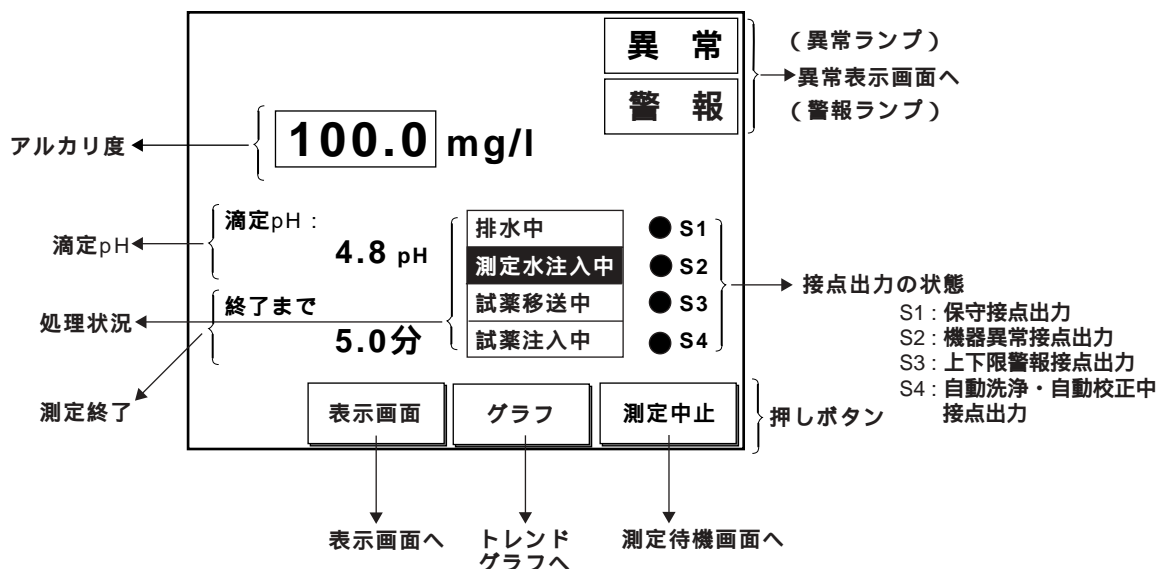 異 常
(異常ランプ)
異常表示画面へ
警 報
(警報ランプ)
アルカリ度
100.0 mg/l
滴定pH
滴定pH:
4.8 pH
処理状況
終了まで
5.0分
測定終了
排水中
測定水注入中
試薬移送中
試薬注入中
S1
S2
S3
S4
接点出力の状態
S1:保守接点出力
S2:機器異常接点出力
S3:上下限警報接点出力
S4:自動洗浄・自動校正中
接点出力
表示画面
グラフ
測定中止
押しボタン
表示画面へ
トレンド
グラフへ
測定待機画面へ